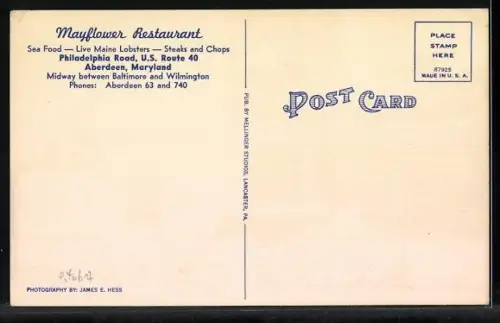 Mayflower Restaurant
Sea Food — Live Maine Lobsters — Steaks and Chops
Philadelphia Road, U.S. Route 40
Aberdeen, Maryland
Midway between Baltimore and Wilmington
Phones: Aberdeen 63 and 740
PHOTOGRAPHY BY: JAMES E. HESS
PUB. BY MELLINGER STUDIOS, LANCASTER, PA.
POST CARD
PLACE
STAMP
HERE
87925
MADE IN U. S. A.